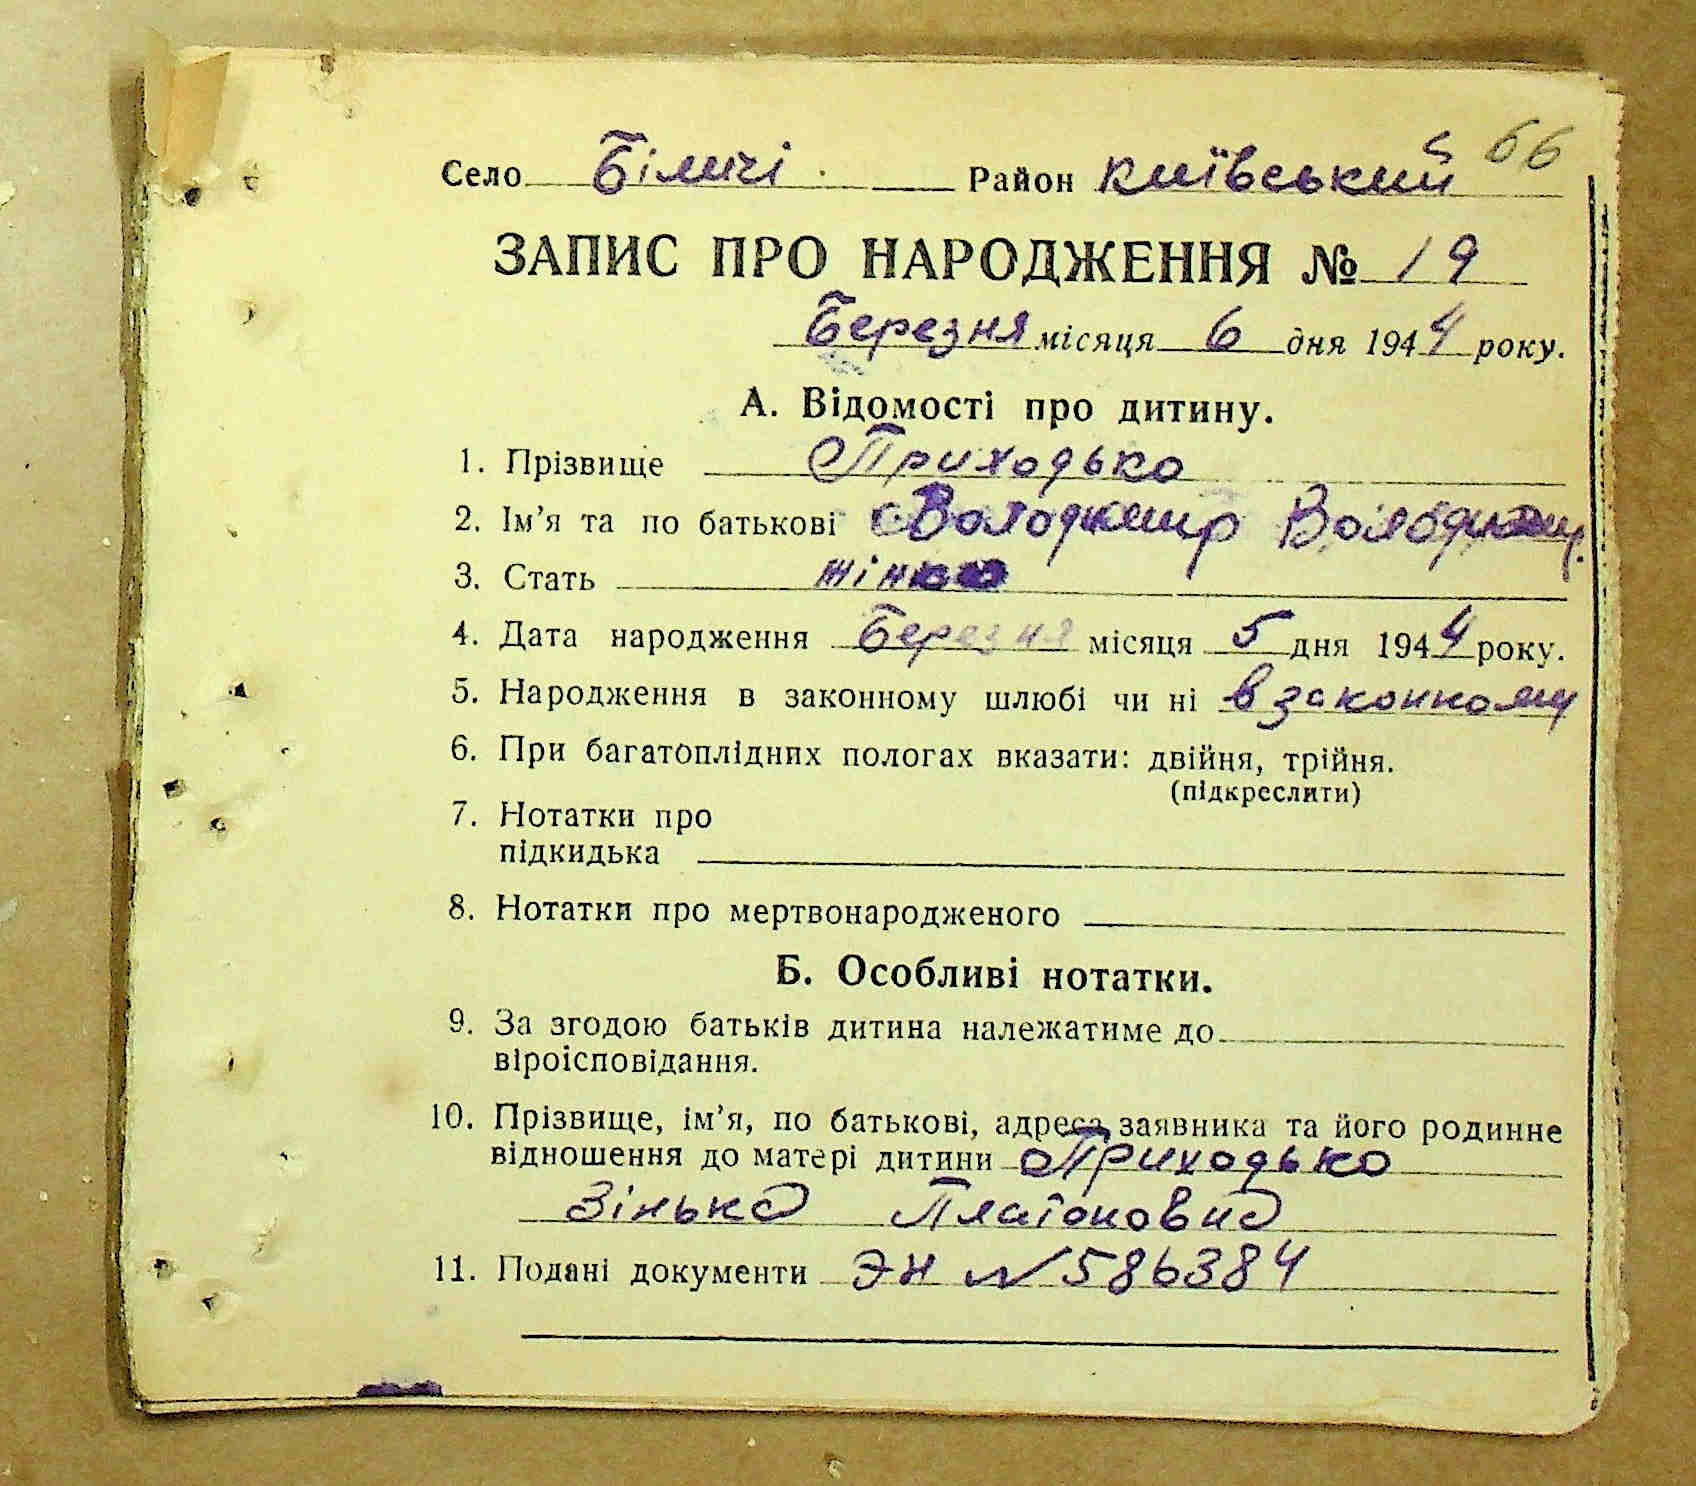 66
Село Біличі Район Київський
ЗАПИС ПРО НАРОДЖЕННЯ № 19
Березня місяця 6 дня 1944 року.
А. Відомості про дитину.
1. Прізвище Приходько
2. Ім'я та по батькові Володимир
3. Стать
4. Дата народження Березня місяця 5 дня 1944 року.
5. Народження в законному шлюбі чи ні в законному
6. При багатоплідних пологах вказати: двійня, трійня.
(підкреслити)
7. Нотатки про
підкидька
8. Нотатки про мертвонародженого
Б. Особливі нотатки.
9. За згодою батьків дитина належатиме до
віроісповідання.
10. Прізвище, ім'я, по батькові, адреса заявника та його родинне
відношення до матері дитини Приходько
Зінька Платоновна
11. Подані документи ЭН № 586384